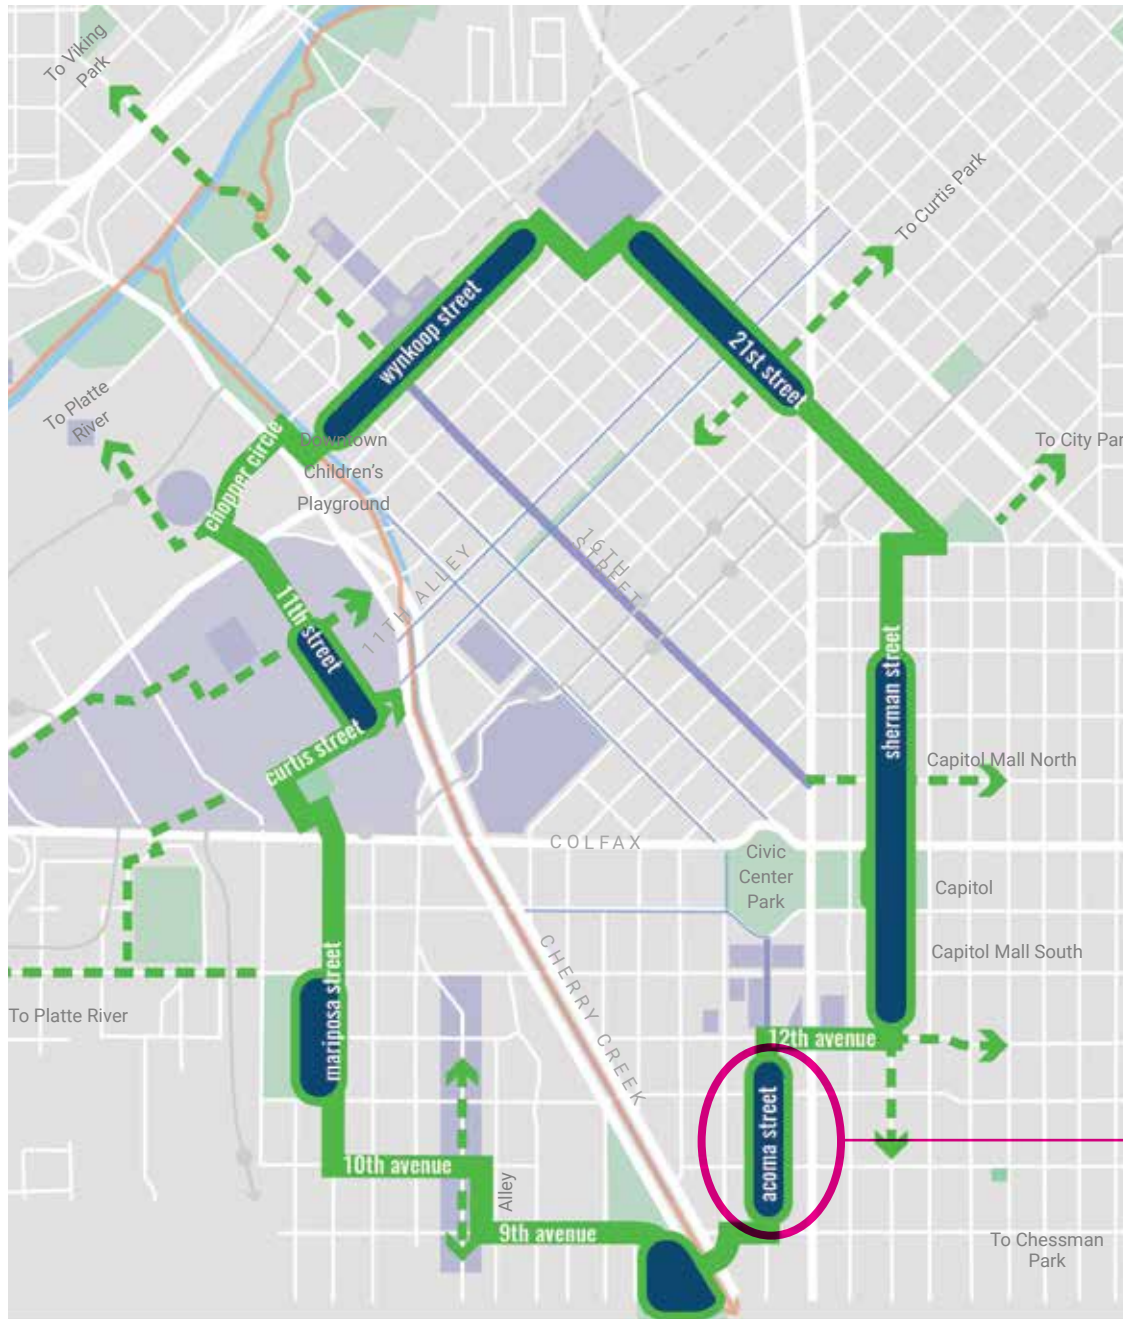 To Viking
Park
To Curtis Park
wynkoop street
21st street
To Platte
River
chopper circle
Downtown
Children's
Playground
To City Par
16TH
STREET
11TH ALLEY
11th street
sherman street
curtis street
Capitol Mall North
COLFAX
Civic
Center
Park
Capitol
Capitol Mall South
CHERRY CREEK
mariposa street
To Platte River
12th avenue
acoma street
10th avenue
Alley
9th avenue
To Chessman
Park